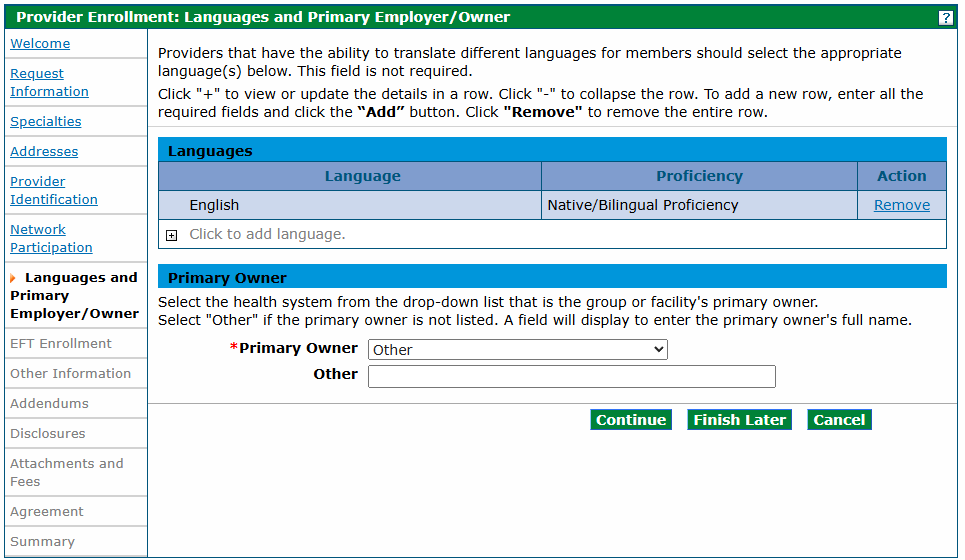 Provider Enrollment: Languages and Primary Employer/Owner
?
Welcome
Request
Information
Specialties
Addresses
Provider
Identification
Network
Participation
Languages and
Primary
Employer/Owner
EFT Enrollment
Other Information
Addendums
Disclosures
Attachments and
Fees
Agreement
Summary
Providers that have the ability to translate different languages for members should select the appropriate
language(s) below. This field is not required.
Click "+" to view or update the details in a row. Click "-" to collapse the row. To add a new row, enter all the
required fields and click the “Add” button. Click "Remove" to remove the entire row.
Languages
Language Proficiency Action
English Native/Bilingual Proficiency Remove
+ Click to add language.
Primary Owner
Select the health system from the drop-down list that is the group or facility's primary owner.
Select "Other" if the primary owner is not listed. A field will display to enter the primary owner's full name.
*Primary Owner Other
Other
Continue Finish Later Cancel